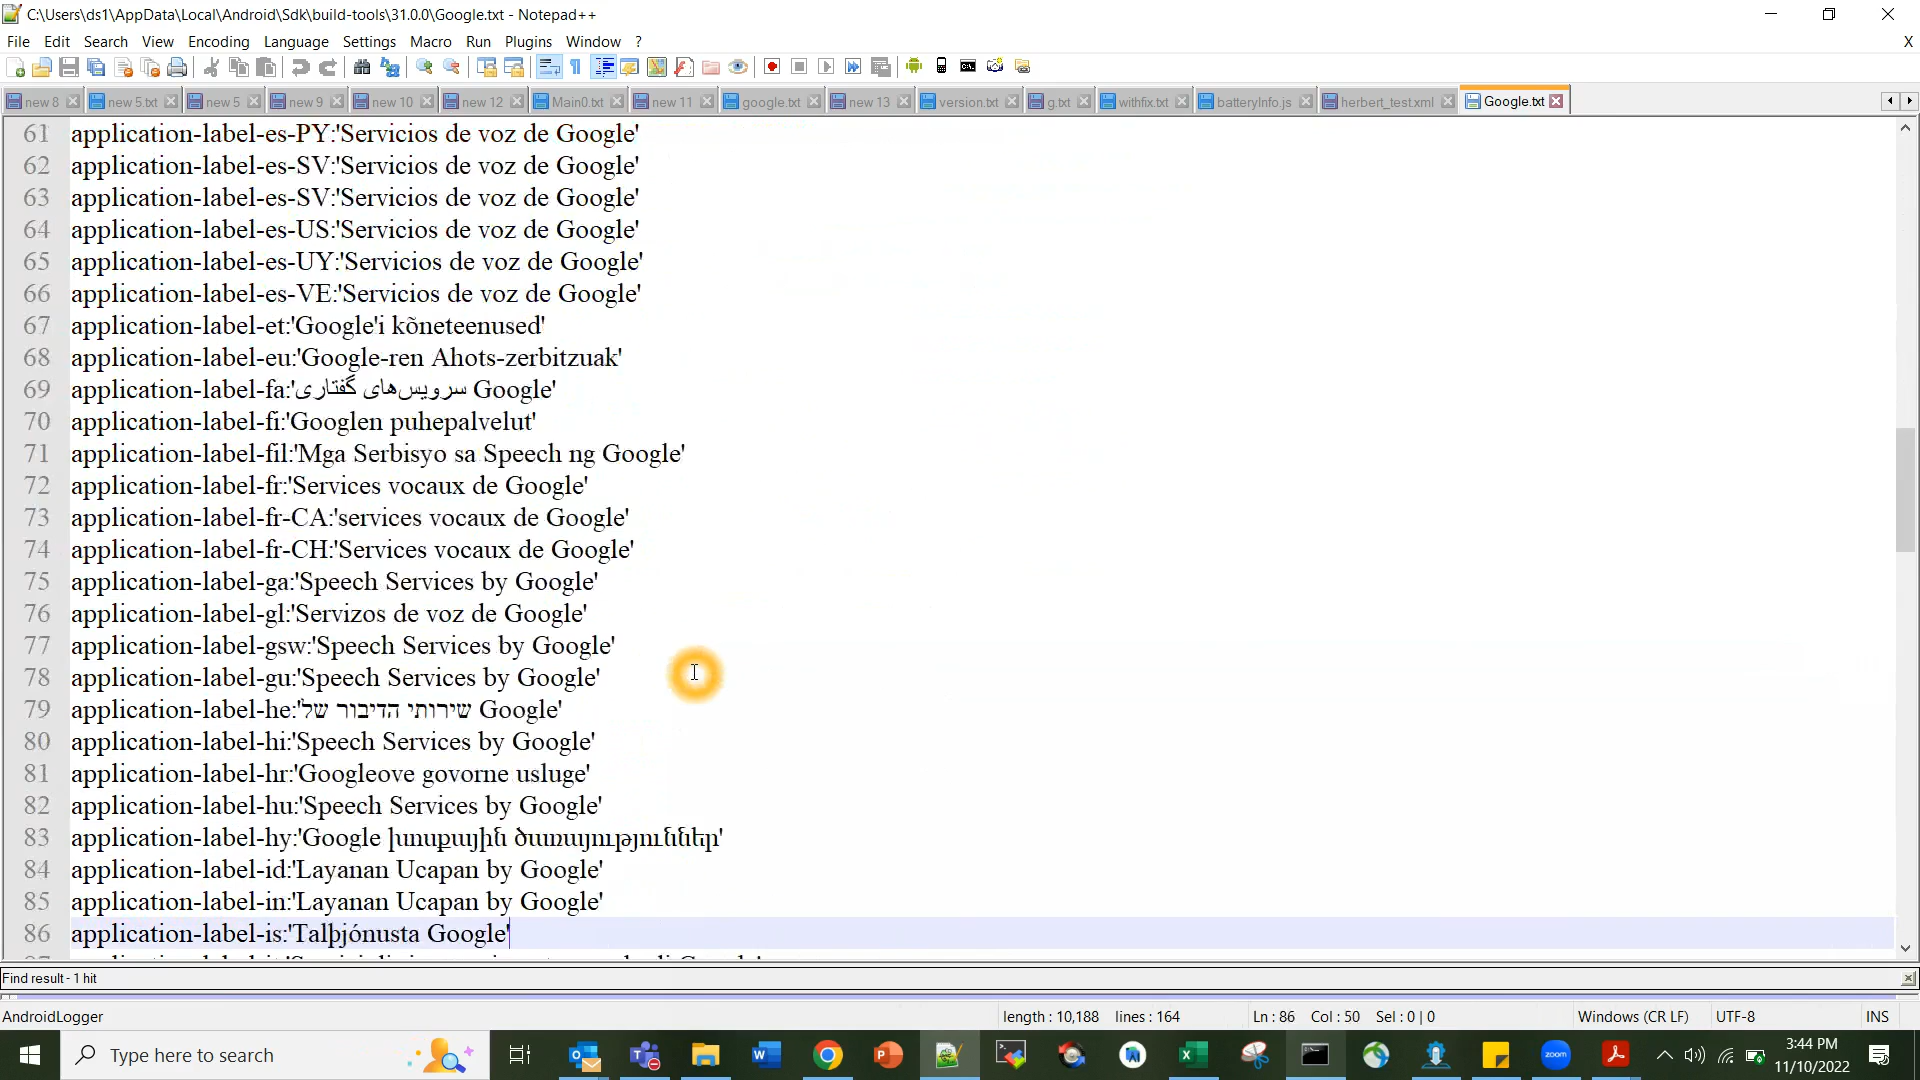 C:\Users\ds1\AppData\Local\Android\Sdk\build-tools\31.0.0\Google.txt - Notepad++
File Edit Search View Encoding Language Settings Macro Run Plugins Window ? X
new 8 new 5.txt new 5 new 9 new 10 new 12 Main0.txt new 11 google.txt new 13 version.txt g.txt withfix.txt batteryInfo.js herbert_test.xml Google.txt
61 application-label-es-PY:'Servicios de voz de Google'
62 application-label-es-SV:'Servicios de voz de Google'
63 application-label-es-SV:'Servicios de voz de Google'
64 application-label-es-US:'Servicios de voz de Google'
65 application-label-es-UY:'Servicios de voz de Google'
66 application-label-es-VE:'Servicios de voz de Google'
67 application-label-et:'Google'i kõneteenused'
68 application-label-eu:'Google-ren Ahots-zerbitzuak'
69 application-label-fa:'سرویس‌های گفتاری Google'
70 application-label-fi:'Googlen puhepalvelut'
71 application-label-fil:'Mga Serbisyo sa Speech ng Google'
72 application-label-fr:'Services vocaux de Google'
73 application-label-fr-CA:'services vocaux de Google'
74 application-label-fr-CH:'Services vocaux de Google'
75 application-label-ga:'Speech Services by Google'
76 application-label-gl:'Servizos de voz de Google'
77 application-label-gsw:'Speech Services by Google'
78 application-label-gu:'Speech Services by Google'
79 application-label-he:'שירותי הדיבור של Google'
80 application-label-hi:'Speech Services by Google'
81 application-label-hr:'Googleove govorne usluge'
82 application-label-hu:'Speech Services by Google'
83 application-label-hy:'Google խոսքային ծառայություններ'
84 application-label-id:'Layanan Ucapan by Google'
85 application-label-in:'Layanan Ucapan by Google'
86 application-label-is:'Talþjónusta Google'
Find result - 1 hit
AndroidLogger length : 10,188 lines : 164 Ln : 86 Col : 50 Sel : 0 | 0 Windows (CR LF) UTF-8 INS
Type here to search
zoom
3:44 PM
11/10/2022